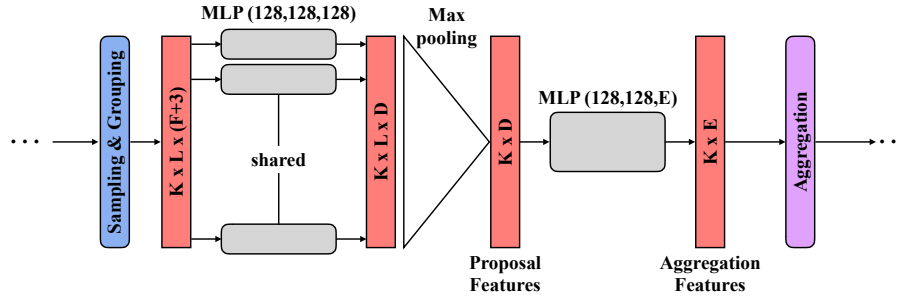 MLP (128,128,128)
Max
pooling
Sampling & Grouping
K x L x (F+3)
shared
K x L x D
K x D
MLP (128,128,E)
K x E
Aggregation
Proposal
Features
Aggregation
Features